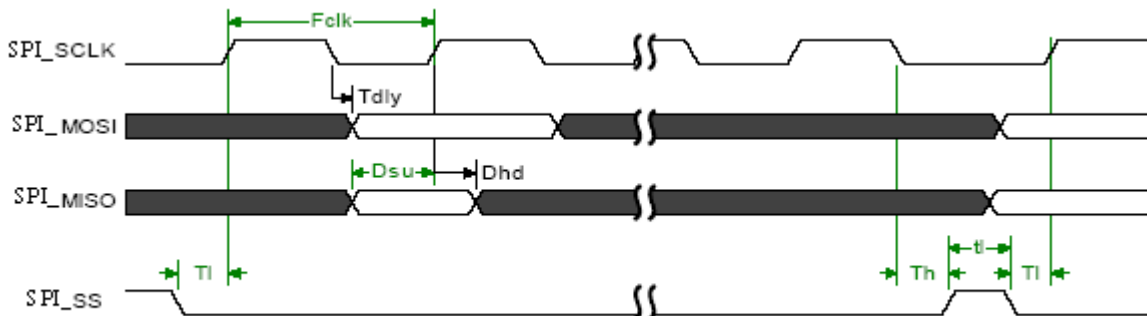 Fclk
SPI_SCLK
Tdly
SPI_MOSI
Dsu
Dhd
SPI_MISO
Tl Th tl Tl
SPI_SS